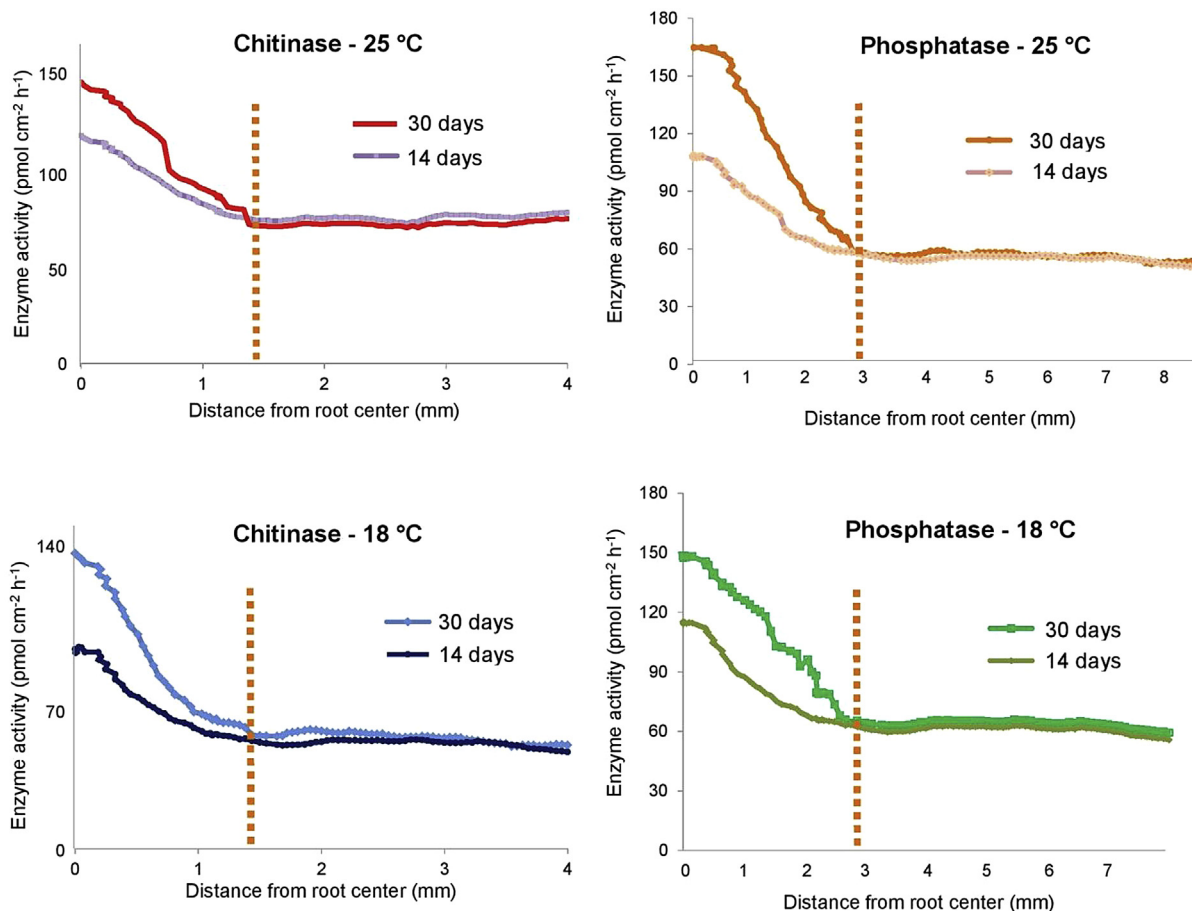 Chitinase - 25 °C
Enzyme activity (pmol cm⁻² h⁻¹)
150
100
50
0
30 days
14 days
0 1 2 3 4
Distance from root center (mm)
Phosphatase - 25 °C
Enzyme activity (pmol cm⁻² h⁻¹)
180
160
120
90
60
30
0
30 days
14 days
0 1 2 3 4 5 6 7 8
Distance from root center (mm)
Chitinase - 18 °C
Enzyme activity (pmol cm⁻² h⁻¹)
140
70
0
30 days
14 days
0 1 2 3 4
Distance from root center (mm)
Phosphatase - 18 °C
Enzyme activity (pmol cm⁻² h⁻¹)
180
150
120
90
60
30
0
30 days
14 days
0 1 2 3 4 5 6 7
Distance from root center (mm)